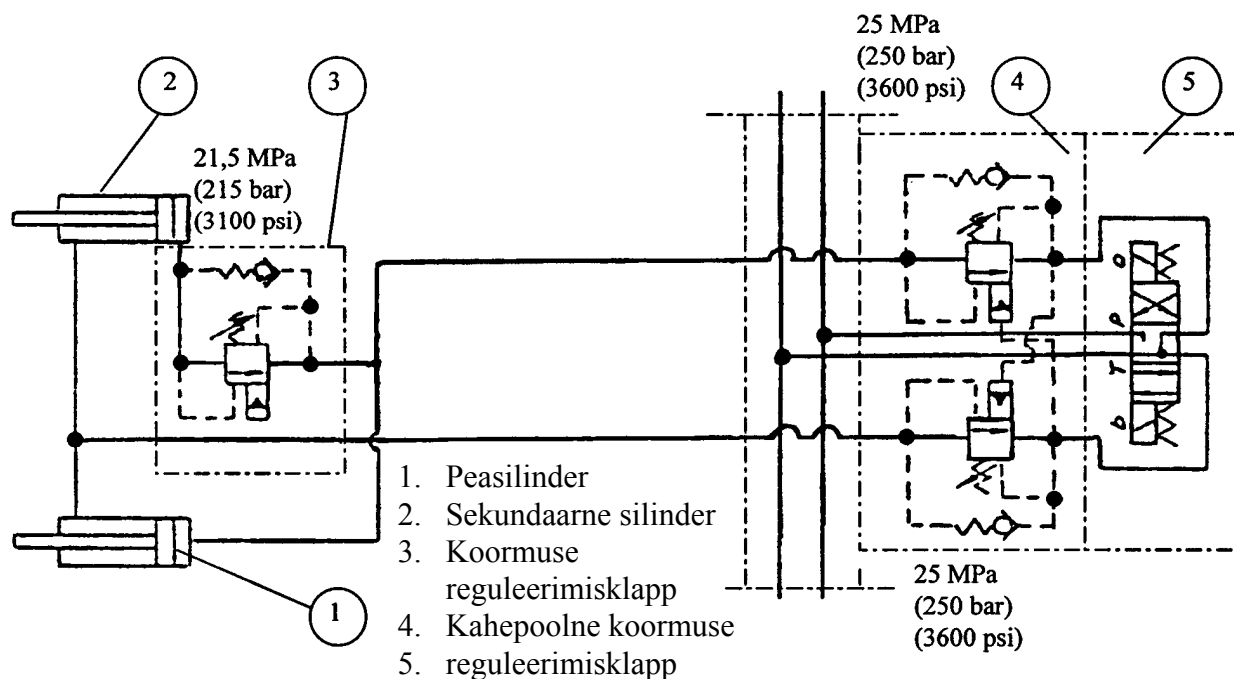 25 MPa
(250 bar)
(3600 psi)
2
3
4
5
21,5 MPa
(215 bar)
(3100 psi)
O
P
T
b
1. Peasilinder
2. Sekundaarne silinder
3. Koormuse
reguleerimisklapp
4. Kahepoolne koormuse
5. reguleerimisklapp
1
25 MPa
(250 bar)
(3600 psi)